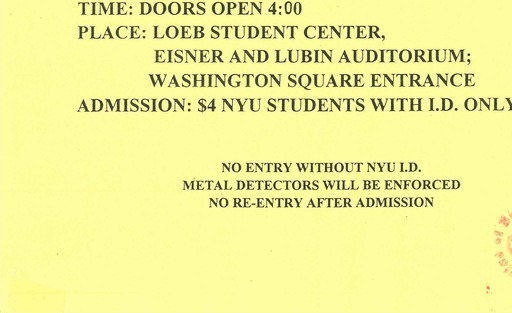 TIME: DOORS OPEN 4:00
PLACE: LOEB STUDENT CENTER,
EISNER AND LUBIN AUDITORIUM;
WASHINGTON SQUARE ENTRANCE
ADMISSION: $4 NYU STUDENTS WITH I.D. ONLY
NO ENTRY WITHOUT NYU I.D.
METAL DETECTORS WILL BE ENFORCED
NO RE-ENTRY AFTER ADMISSION